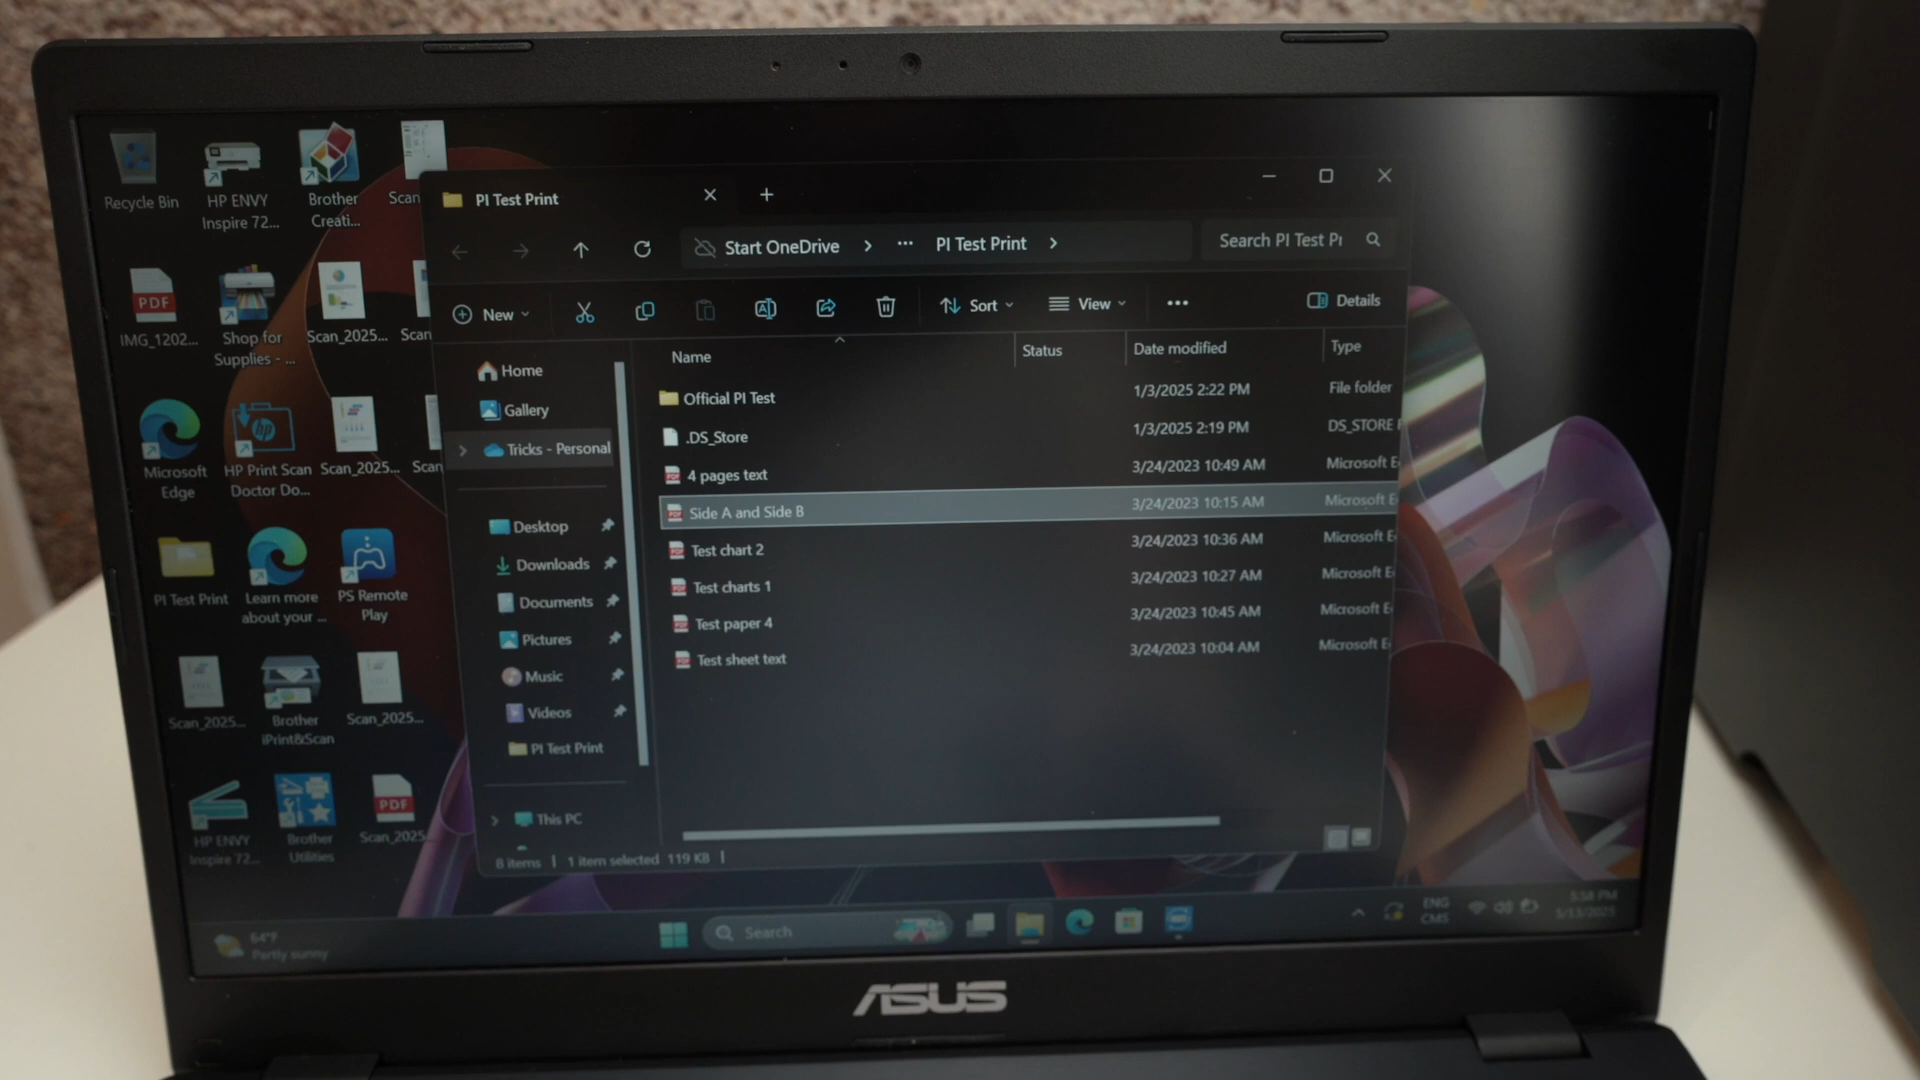 Recycle Bin
HP ENVY
Inspire 72...
Brother
Creati...
Scan
PDF
IMG_1202...
Shop for
Supplies - ...
Scan_2025...
Scan
Microsoft
Edge
hp
HP Print Scan
Doctor Do...
Scan_2025...
Scan
PI Test Print
Learn more
about your ...
PS Remote
Play
Scan_2025...
Brother
iPrint&Scan
Scan_2025...
HP ENVY
Inspire 72...
Brother
Utilities
PDF
Scan_2025
PI Test Print
Start OneDrive > ... PI Test Print >
Search PI Test Pr
New
Sort
View
Details
Home
Gallery
Tricks - Personal
Desktop
Downloads
Documents
Pictures
Music
Videos
PI Test Print
This PC
Name Status Date modified Type
Official PI Test 1/3/2025 2:22 PM File folder
.DS_Store 1/3/2025 2:19 PM DS_STORE F
4 pages text 3/24/2023 10:49 AM Microsoft E
Side A and Side B 3/24/2023 10:15 AM Microsoft E
Test chart 2 3/24/2023 10:36 AM Microsoft E
Test charts 1 3/24/2023 10:27 AM Microsoft E
Test paper 4 3/24/2023 10:45 AM Microsoft E
Test sheet text 3/24/2023 10:04 AM Microsoft E
8 items | 1 item selected 119 KB |
64°F
Partly sunny
Search
ENG
CMS
5:58 PM
5/13/2025
ASUS